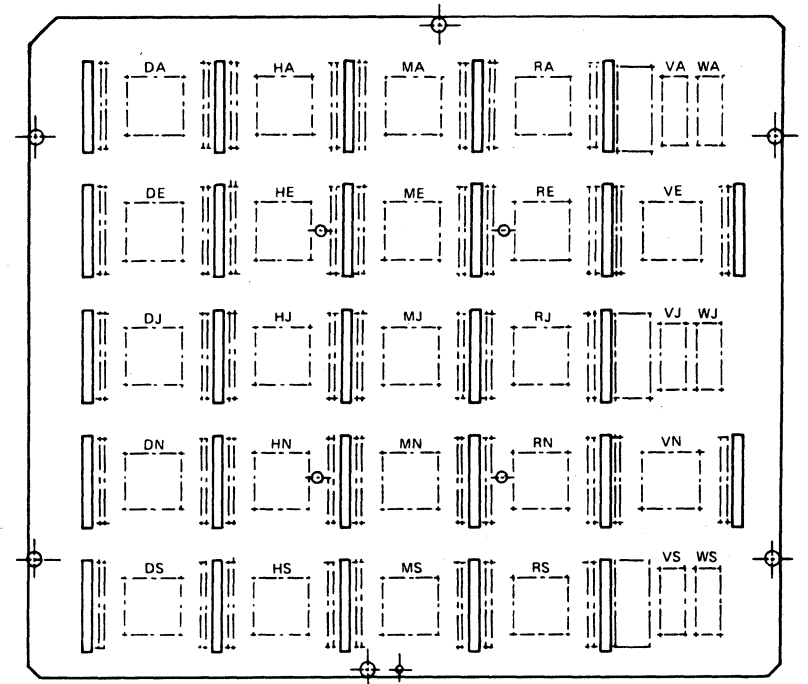 DA HA MA RA VA WA
DE HE ME RE VE
DJ HJ MJ RJ VJ WJ
DN HN MN RN VN
DS HS MS RS VS WS